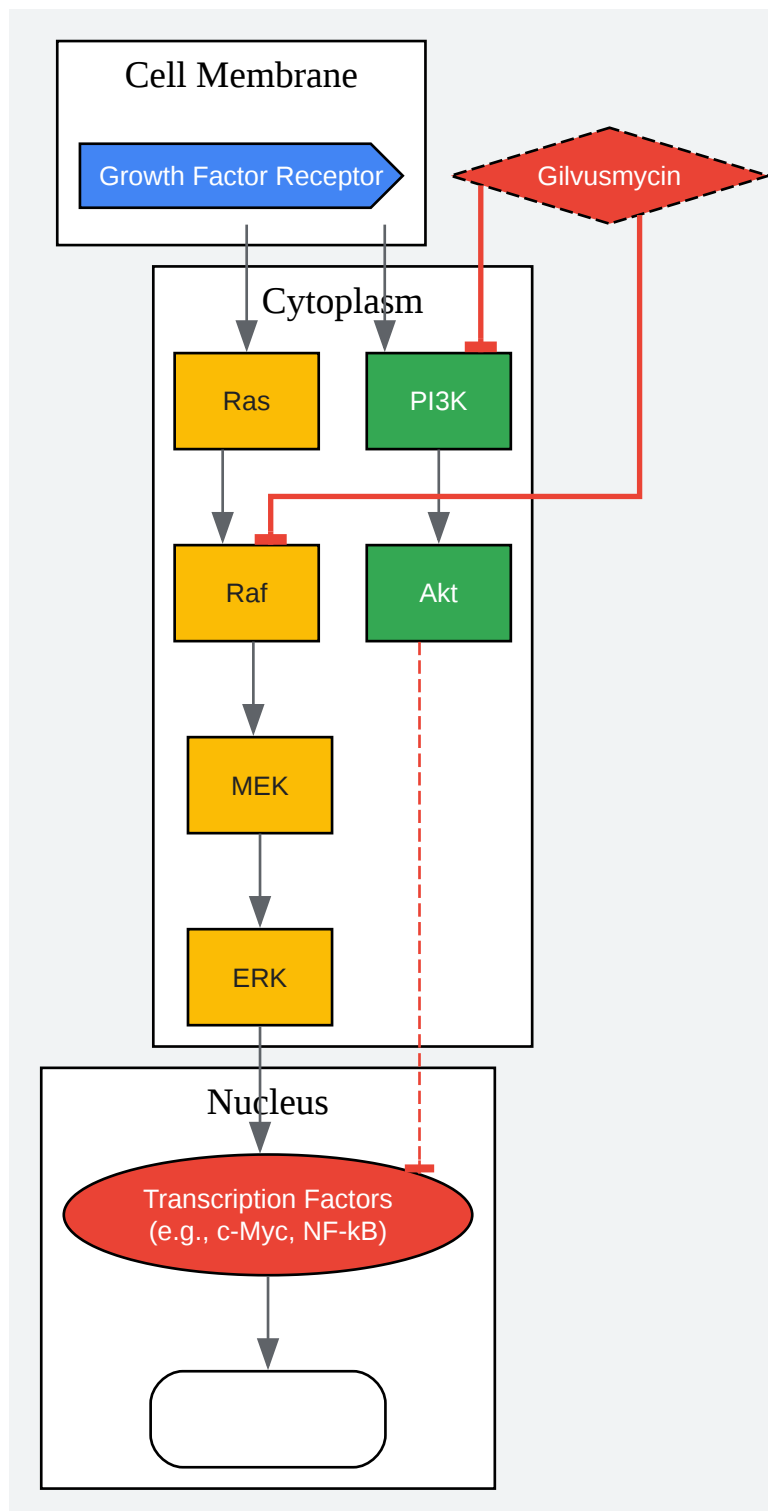 Cell Membrane
Growth Factor Receptor
Gilvusmycin
Cytoplasm
Ras
PI3K
Raf
Akt
MEK
ERK
Nucleus
Transcription Factors
(e.g., c-Myc, NF-kB)